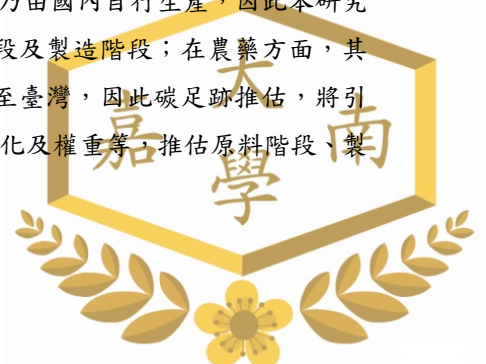 乃由國內自行生產,因此本研究
段及製造階段;在農藥方面,其
至臺灣,因此碳足跡推估,將引
化及權重等,推估原料階段、製
嘉大南
學